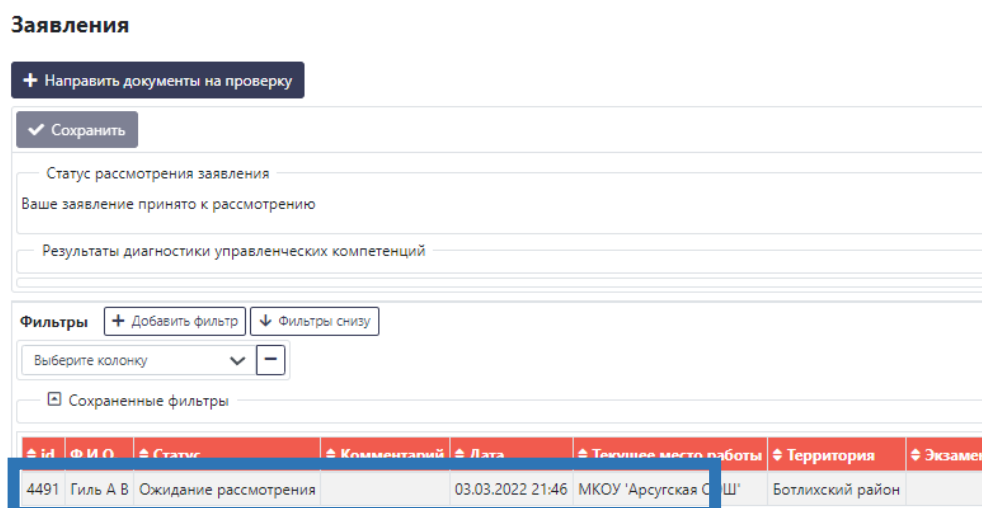 Заявления
Направить документы на проверку
Сохранить
Статус рассмотрения заявления
Ваше заявление принято к рассмотрению
Результаты диагностики управленческих компетенций
Фильтры Добавить фильтр Фильтры снизу
Выберите колонку
Сохраненные фильтры
id Ф.И.О. Статус Комментарий Дата Текущее место работы Территория
4491 Гиль А В Ожидание рассмотрения 03.03.2022 21:46 МКОУ 'Арсугская Ботлихский район